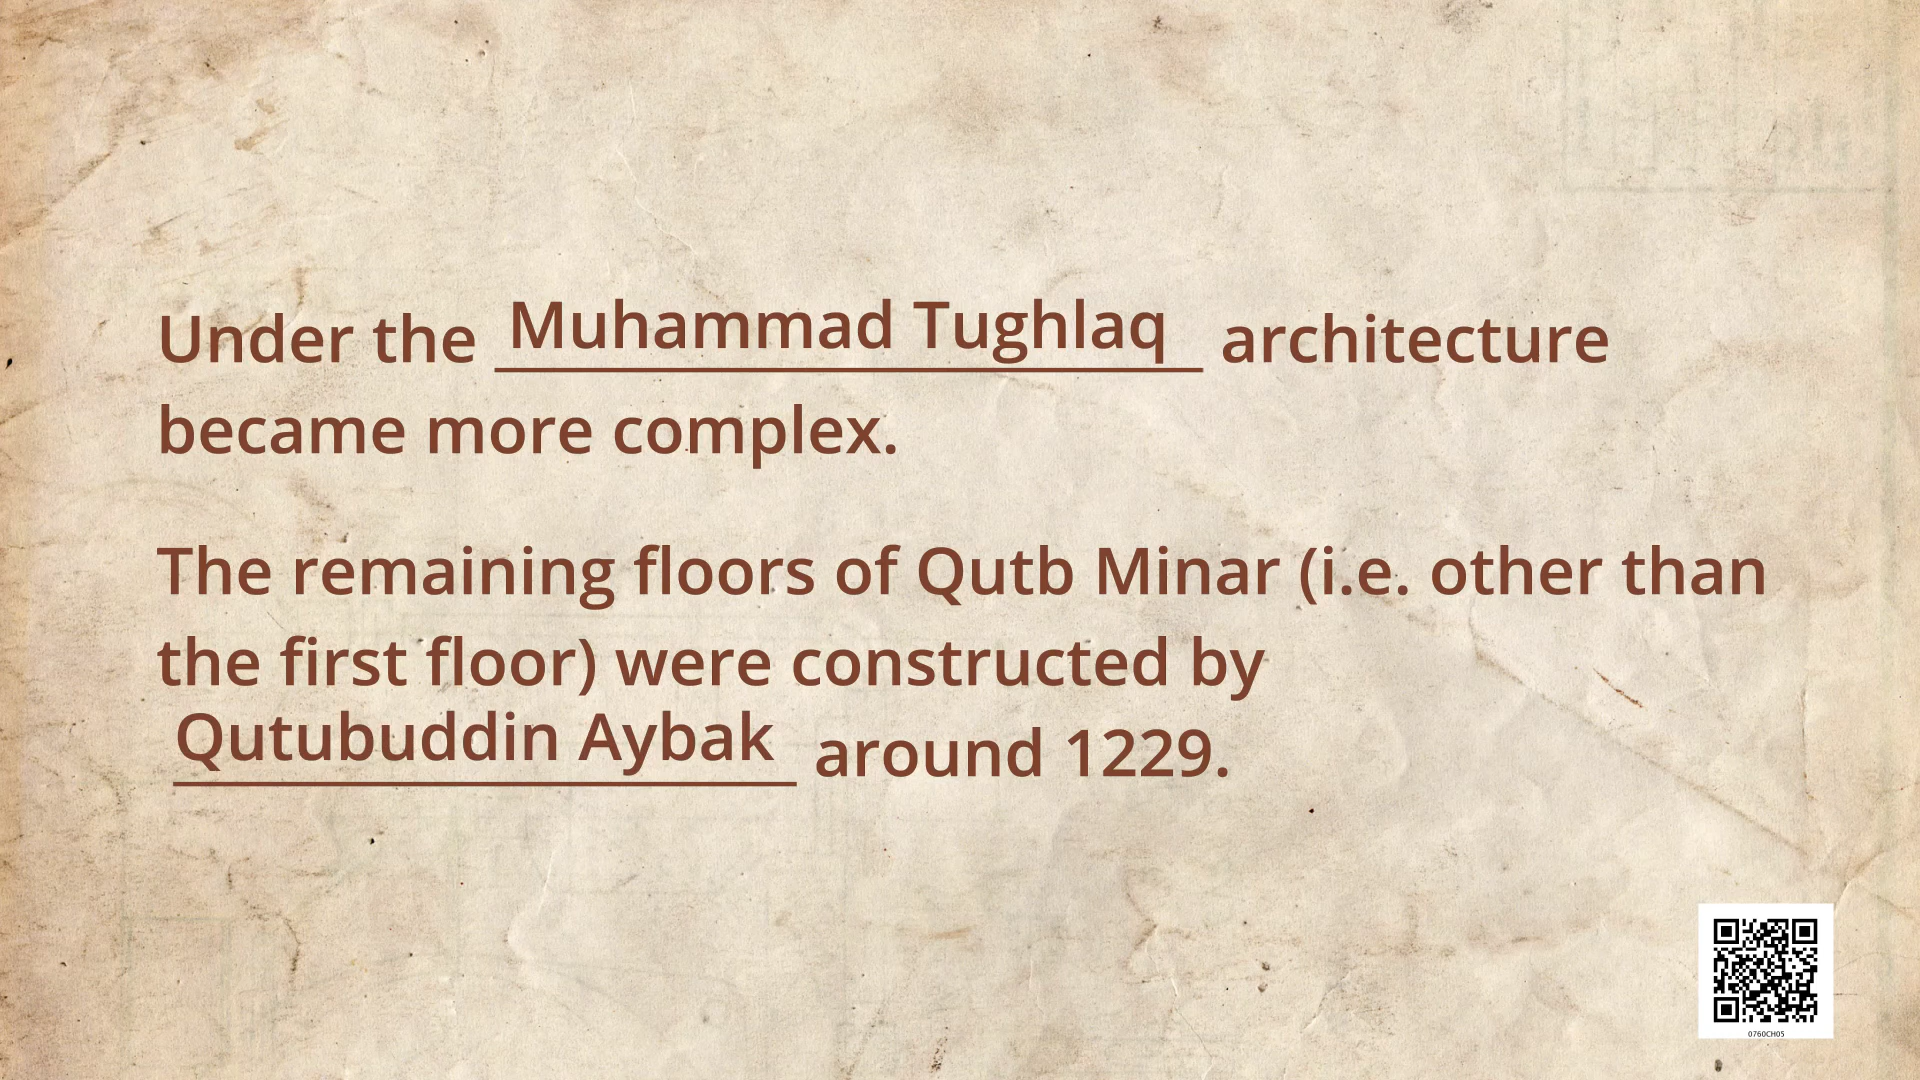 Under the Muhammad Tughlaq architecture
became more complex.
The remaining floors of Qutb Minar (i.e. other than
the first floor) were constructed by
Qutubuddin Aybak around 1229.
0760CH05